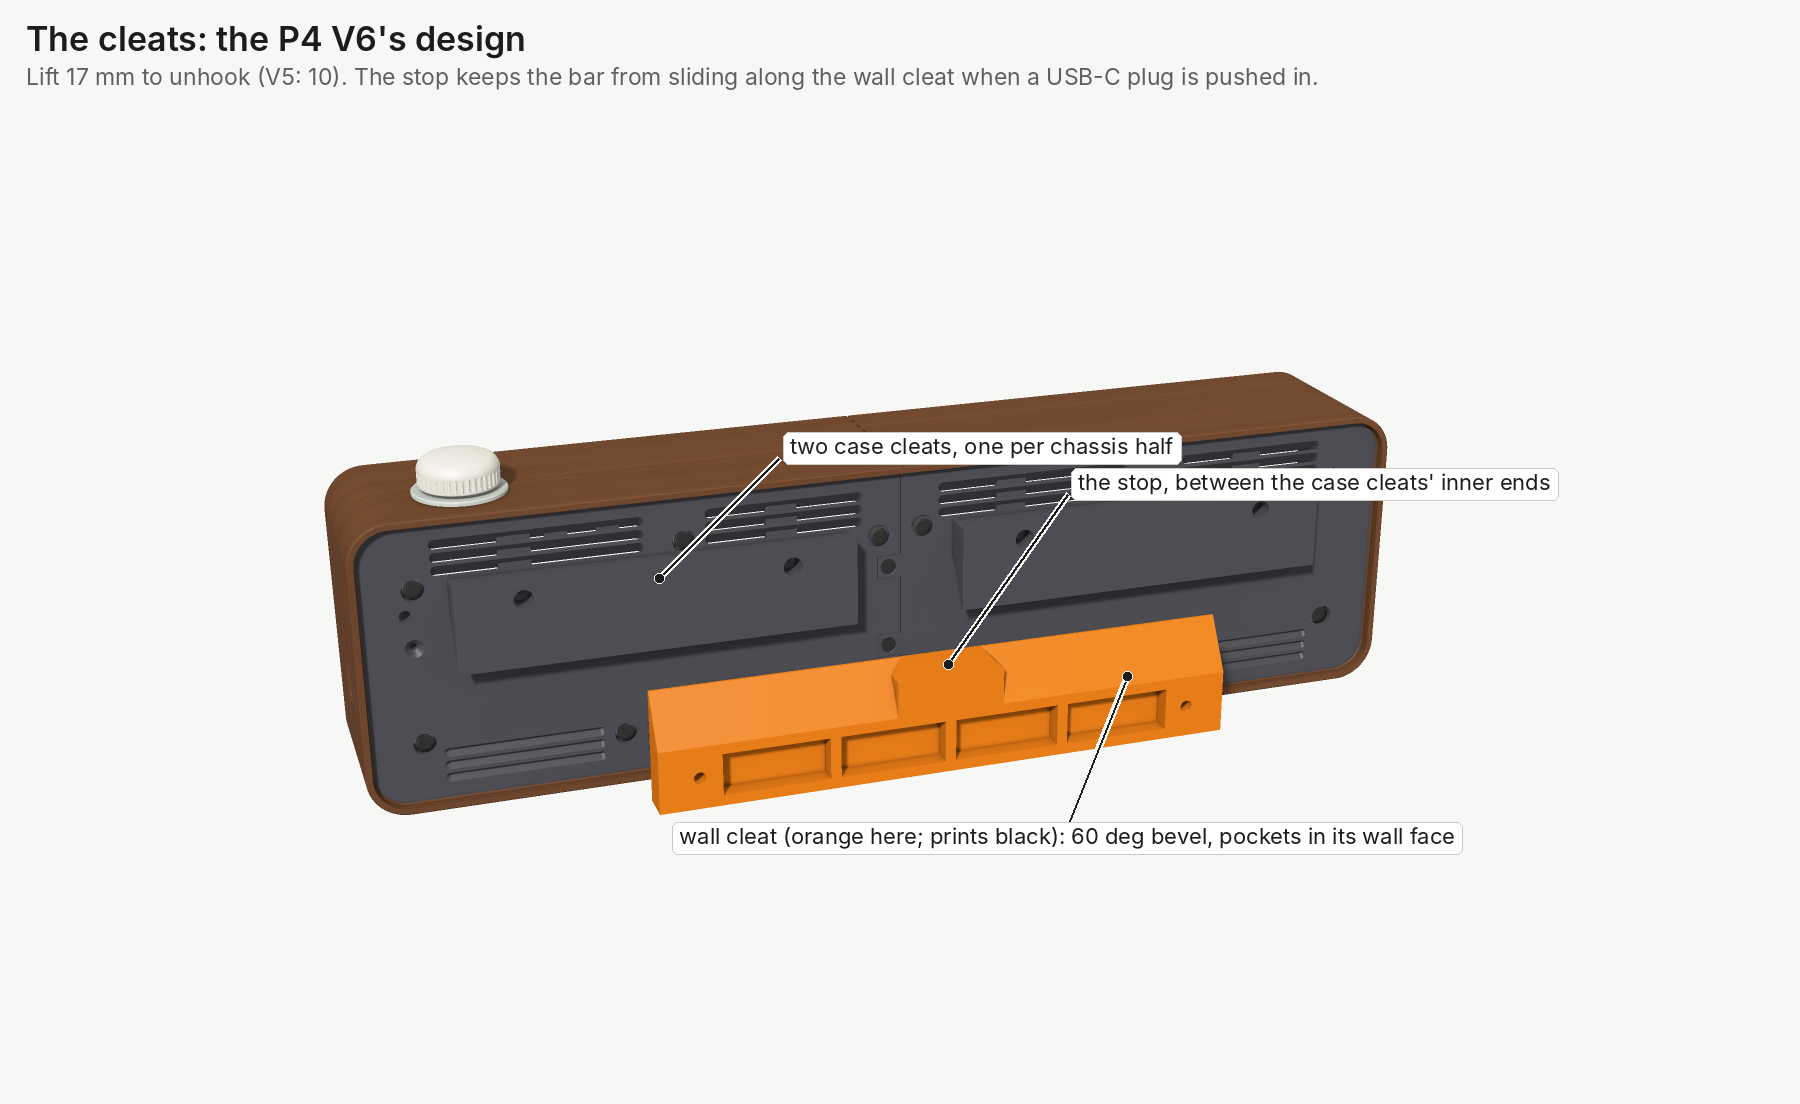 The cleats: the P4 V6's design
Lift 17 mm to unhook (V5: 10). The stop keeps the bar from sliding along the wall cleat when a USB-C plug is pushed in.
two case cleats, one per chassis half
the stop, between the case cleats' inner ends
wall cleat (orange here; prints black): 60 deg bevel, pockets in its wall face